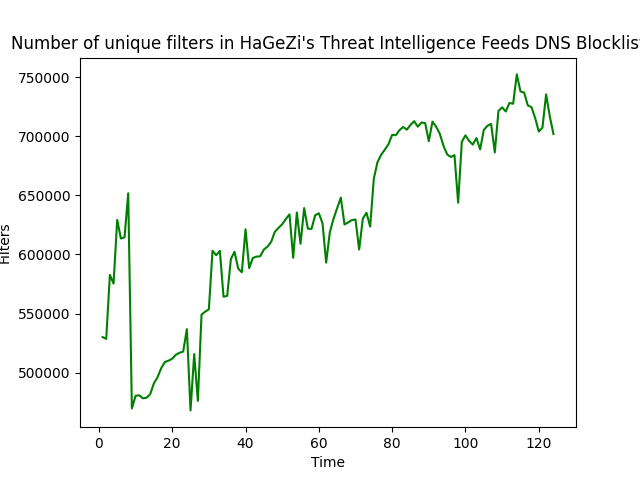 Number of unique filters in HaGeZi's Threat Intelligence Feeds DNS Blocklist
750000
700000
650000
600000
550000
500000
Filters
0 20 40 60 80 100 120
Time